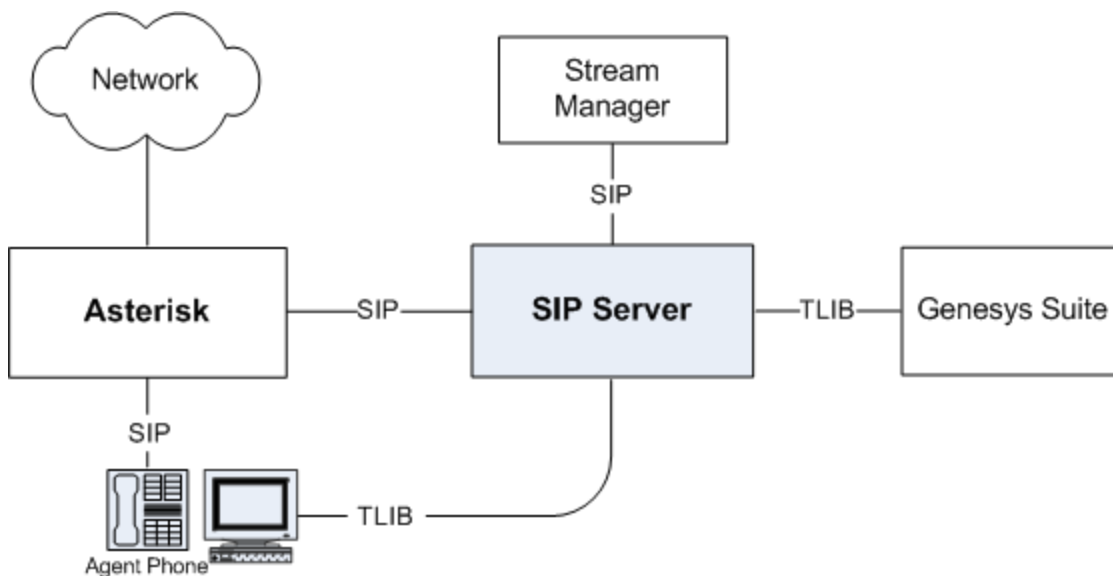 Network
Stream
Manager
SIP
Asterisk
SIP
SIP Server
TLIB
Genesys Suite
SIP
TLIB
Agent Phone